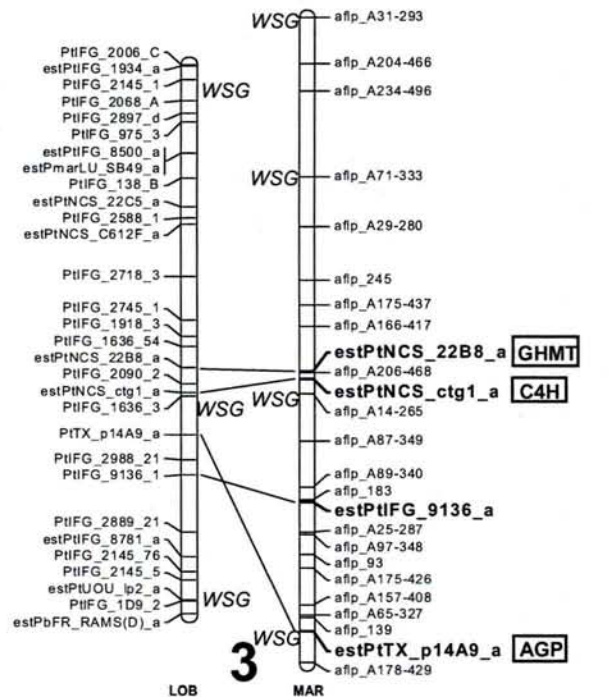 PtIFG_2006_C
estPtIFG_1934_a
PtIFG_2145_1
PtIFG_2068_A
PtIFG_2897_d
PtIFG_975_3
estPtIFG_8500_a
estPmarLU_SB49_a
PtIFG_138_B
estPtNCS_22C5_a
PtIFG_2588_1
estPtNCS_C612F_a
PtIFG_2718_3
PtIFG_2745_1
PtIFG_1918_3
PtIFG_1636_54
estPtNCS_22B8_a
PtIFG_2090_2
estPtNCS_ctg1_a
PtIFG_1636_3
PtTX_p14A9_a
PtIFG_2988_21
PtIFG_9136_1
PtIFG_2889_21
estPtIFG_8781_a
PtIFG_2145_76
PtIFG_2145_5
estPtUOU_lp2_a
PtIFG_1D9_2
estPbFR_RAMS(D)_a
WSG
WSG
WSG
LOB
3
WSG
WSG
WSG
WSG
aflp_A31-293
aflp_A204-466
aflp_A234-496
aflp_A71-333
aflp_A29-280
aflp_245
aflp_A175-437
aflp_A166-417
estPtNCS_22B8_a GHMT
aflp_A206-468
estPtNCS_ctg1_a C4H
aflp_A14-265
aflp_A87-349
aflp_A89-340
aflp_183
estPtIFG_9136_a
aflp_A25-287
aflp_A97-348
aflp_93
aflp_A175-426
aflp_A157-408
aflp_A65-327
aflp_139
estPtTX_p14A9_a AGP
aflp_A178-429
MAR